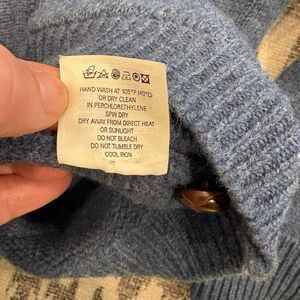 HAND WASH AT 105°F (40°C)
OR DRY CLEAN
IN PERCHLORETHYLENE
SPIN DRY
DRY AWAY FROM DIRECT HEAT
OR SUNLIGHT
DO NOT BLEACH
DO NOT TUMBLE DRY
COOL IRON